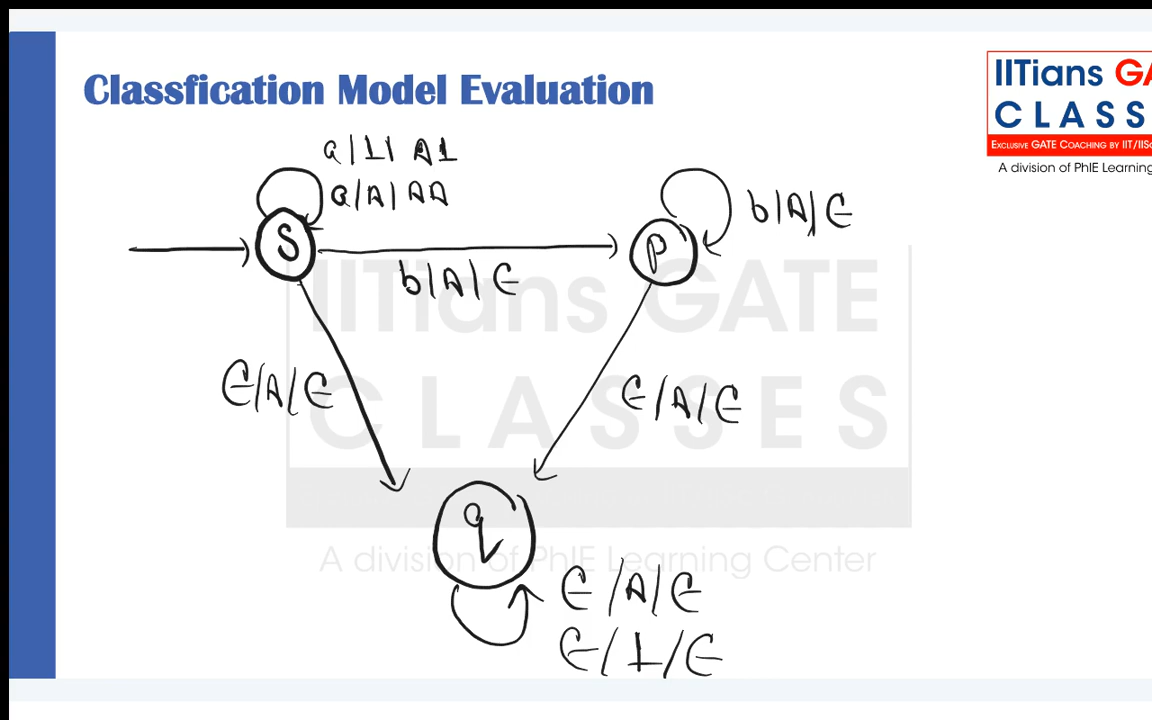 Classfication Model Evaluation
IITians GA
CLASS
EXCLUSIVE GATE COACHING BY IIT/IISc
A division of PhIE Learning
a/⊥/A⊥
a/A/AA
S
b/A/ϵ
P
b/A/ϵ
ϵ/A/ϵ
ϵ/A/ϵ
q
ϵ/A/ϵ
ϵ/⊥/ϵ
IITians GATE
CLASSES
A division of PhIE Learning Center